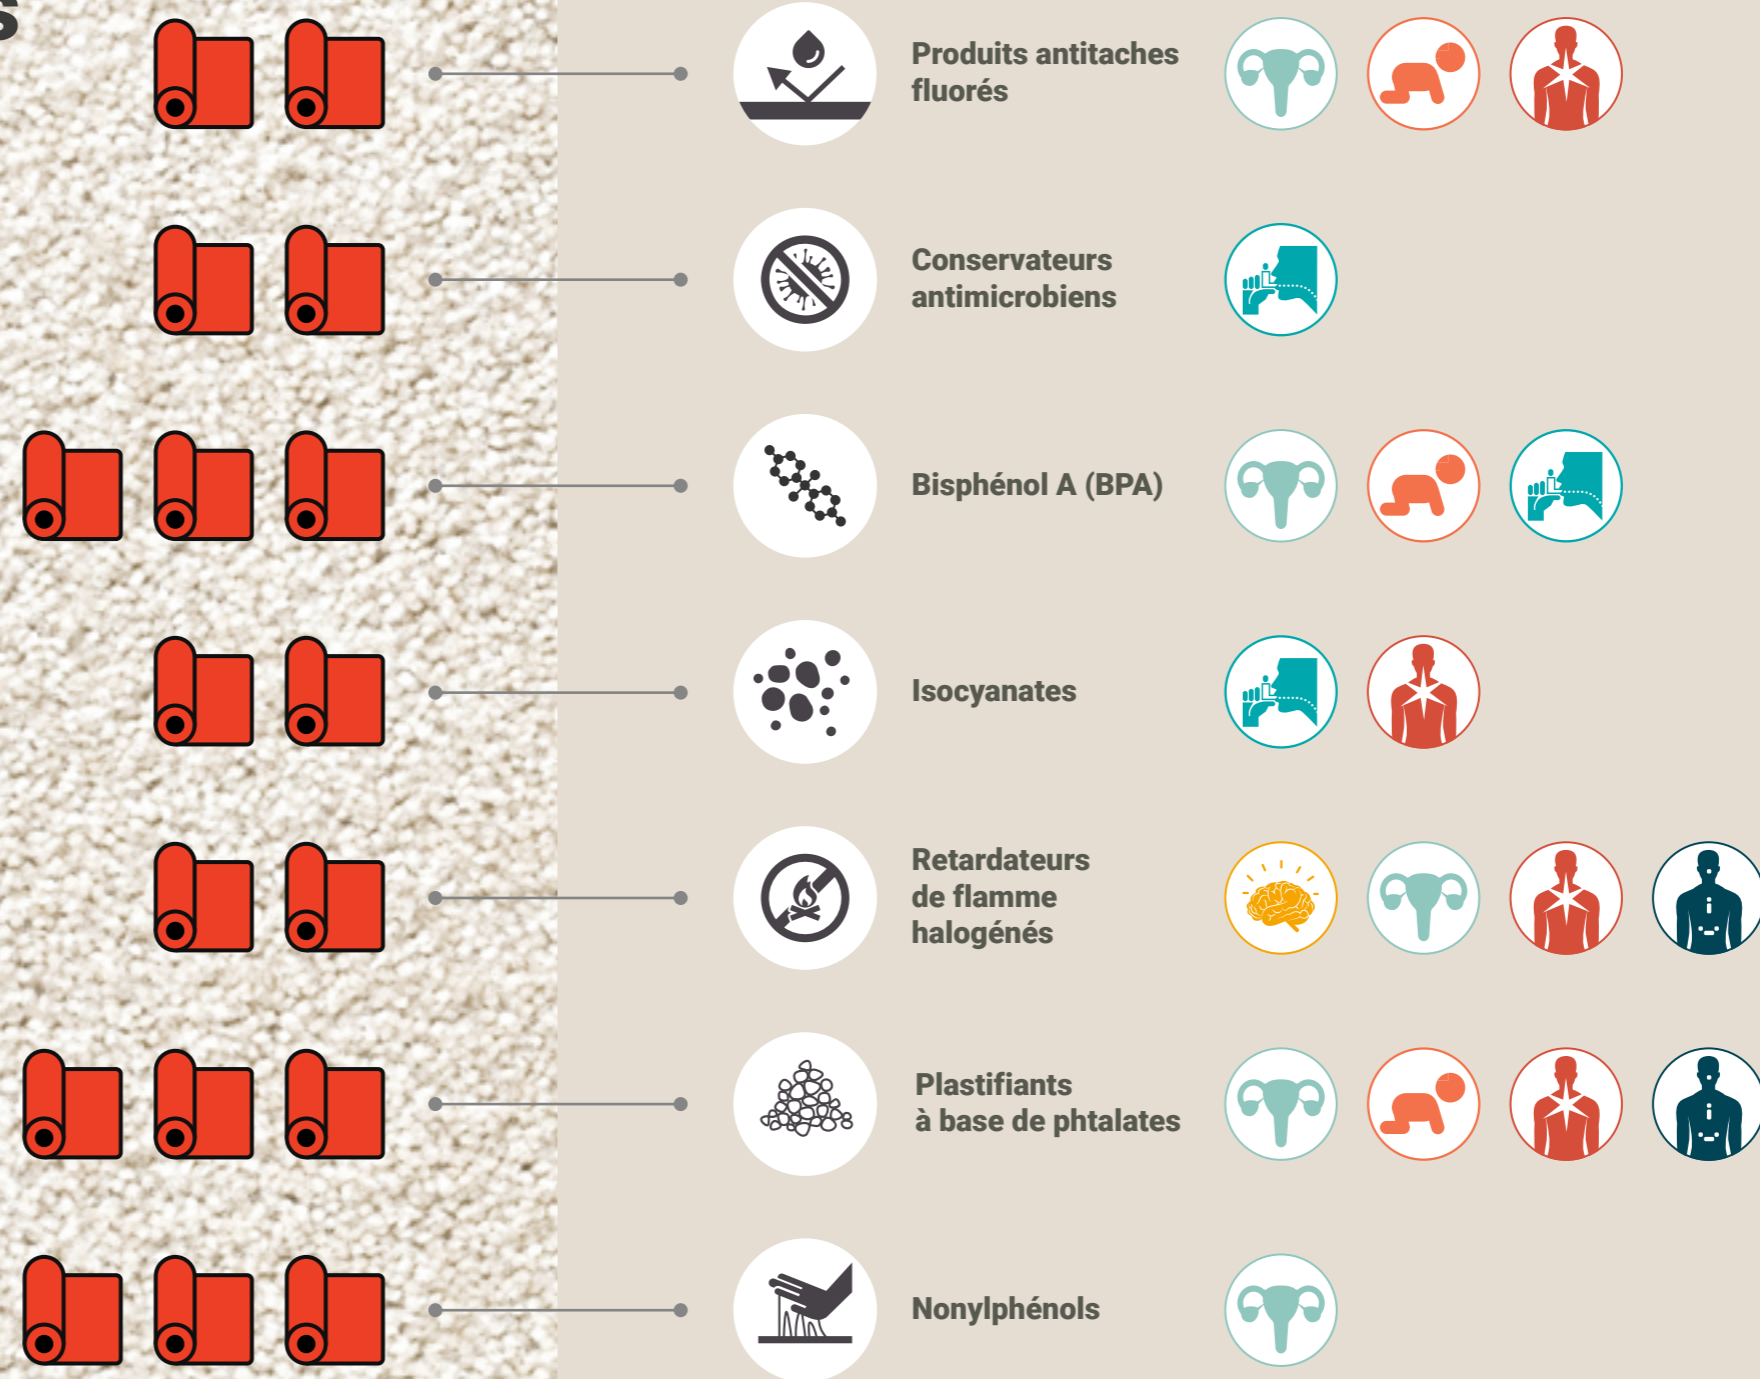 Produits antitaches
fluorés
Conservateurs
antimicrobiens
Bisphénol A (BPA)
Isocyanates
Retardateurs
de flamme
halogénés
Plastifiants
à base de phtalates
Nonylphénols